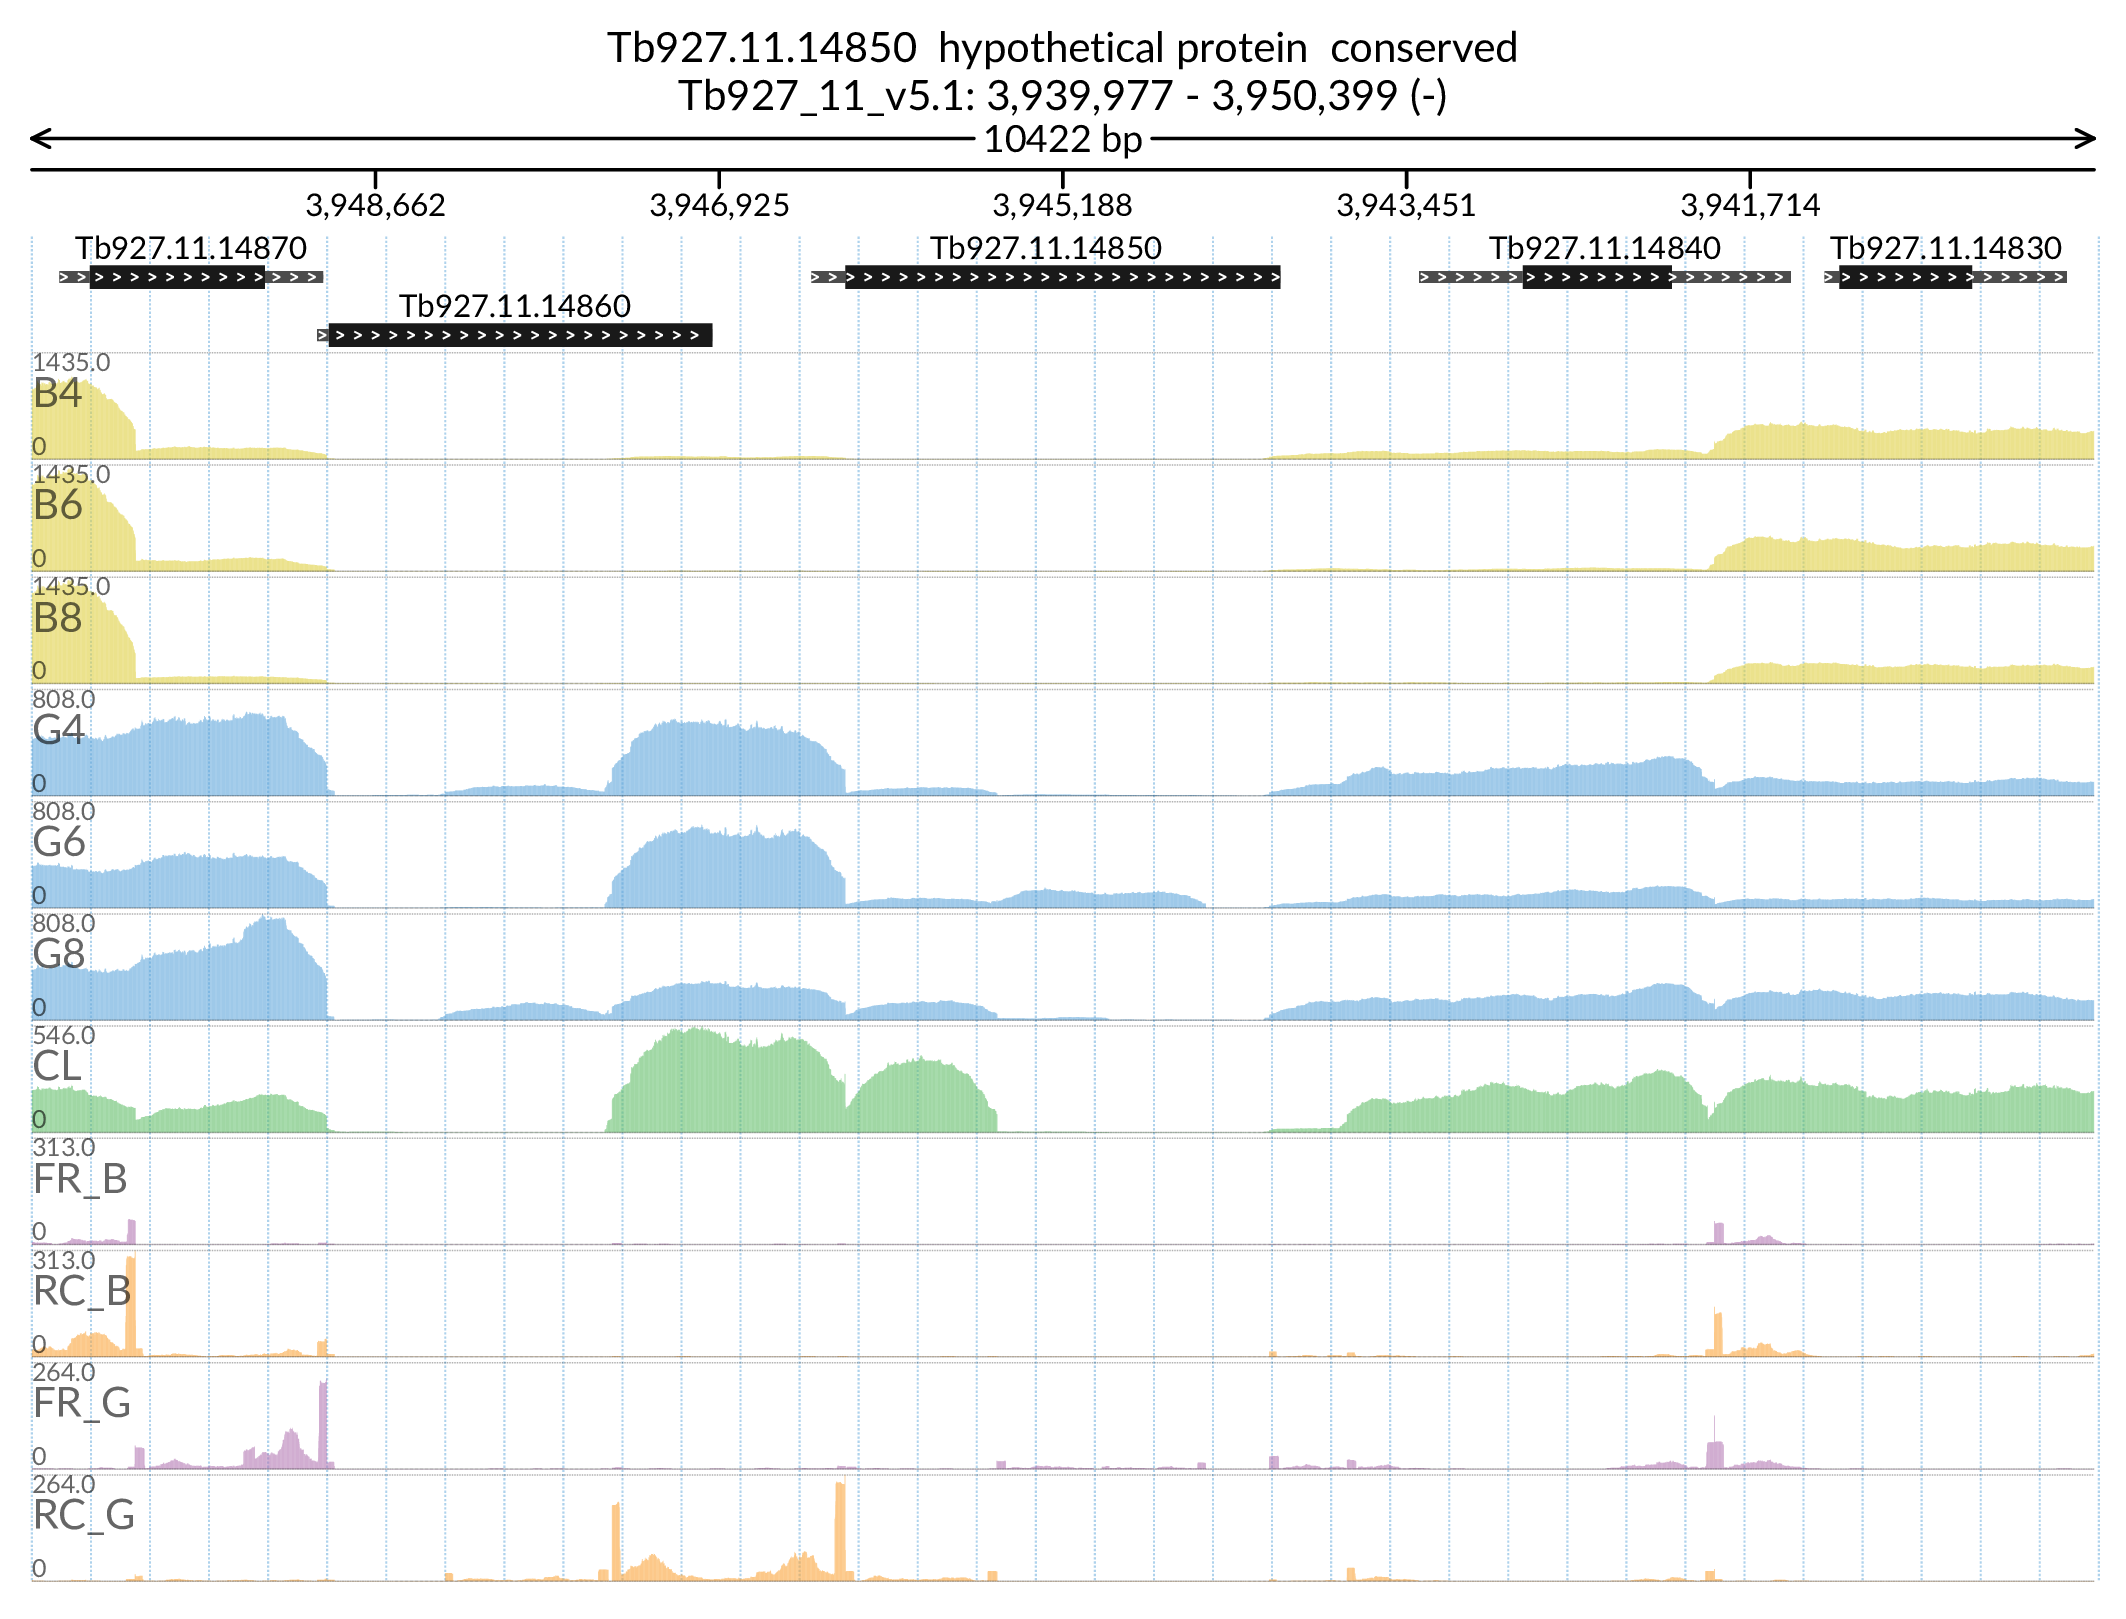 Tb927.11.14850 hypothetical protein conserved
Tb927_11_v5.1: 3,939,977 - 3,950,399 (-)
10422 bp
3,948,662 3,946,925 3,945,188 3,943,451 3,941,714
Tb927.11.14870 Tb927.11.14850 Tb927.11.14840 Tb927.11.14830
Tb927.11.14860
1435.0
B4
0
1435.0
B6
0
1435.0
B8
0
808.0
G4
0
808.0
G6
0
808.0
G8
0
546.0
CL
0
313.0
FR_B
0
313.0
RC_B
0
264.0
FR_G
0
264.0
RC_G
0